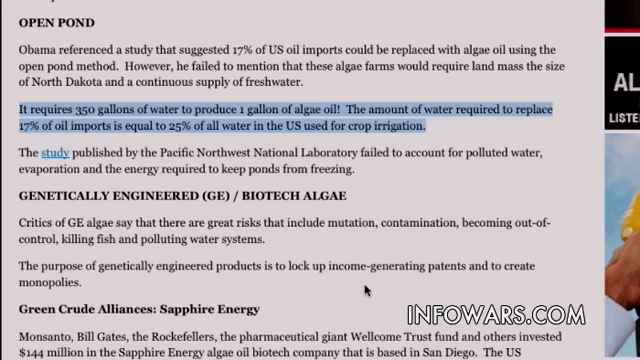 OPEN POND
Obama referenced a study that suggested 17% of US oil imports could be replaced with algae oil using the
open pond method.  However, he failed to mention that these algae farms would require land mass the size
of North Dakota and a continuous supply of freshwater.
It requires 350 gallons of water to produce 1 gallon of algae oil!  The amount of water required to replace
17% of oil imports is equal to 25% of all water in the US used for crop irrigation.
The study published by the Pacific Northwest National Laboratory failed to account for polluted water,
evaporation and the energy required to keep ponds from freezing.
GENETICALLY ENGINEERED (GE) / BIOTECH ALGAE
Critics of GE algae say that there are great risks that include mutation, contamination, becoming out-of-
control, killing fish and polluting water systems.
The purpose of genetically engineered products is to lock up income-generating patents and to create
monopolies.
Green Crude Alliances: Sapphire Energy
Monsanto, Bill Gates, the Rockefellers, the pharmaceutical giant Wellcome Trust fund and others invested
$144 million in the Sapphire Energy algae oil biotech company that is based in San Diego.  The US
AL
LISTE
INFOWARS.COM